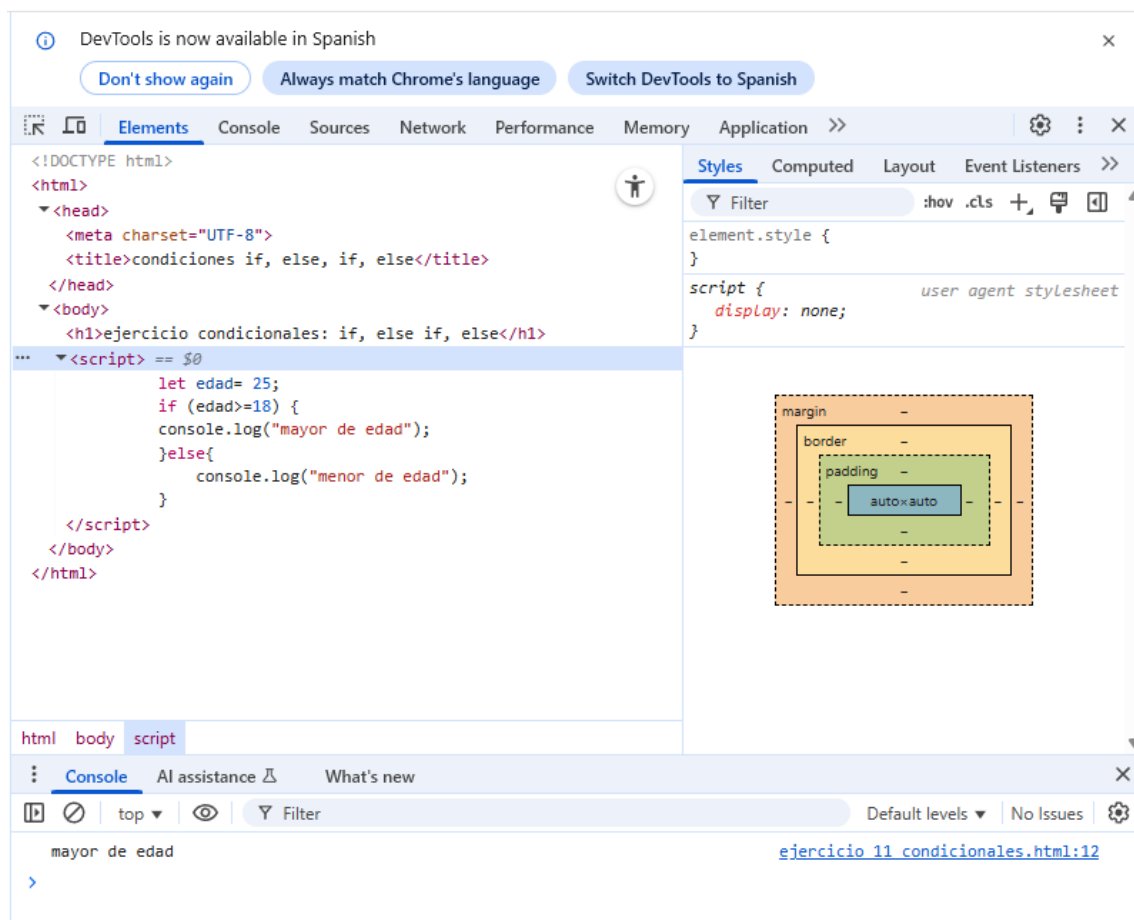 DevTools is now available in Spanish
Don't show again Always match Chrome's language Switch DevTools to Spanish
Elements Console Sources Network Performance Memory Application
<!DOCTYPE html>
<html>
<head>
<meta charset="UTF-8">
<title>condiciones if, else, if, else</title>
</head>
<body>
<h1>ejercicio condicionales: if, else if, else</h1>
<script> == $0
let edad= 25;
if (edad>=18) {
console.log("mayor de edad");
}else{
console.log("menor de edad");
}
</script>
</body>
</html>
html body script
Styles Computed Layout Event Listeners
Filter :hov .cls
element.style {
}
script { user agent stylesheet
display: none;
}
margin –
border –
padding –
– – – auto×auto – – –
–
–
–
Console AI assistance What's new
top Filter Default levels No Issues
mayor de edad ejercicio 11 condicionales.html:12